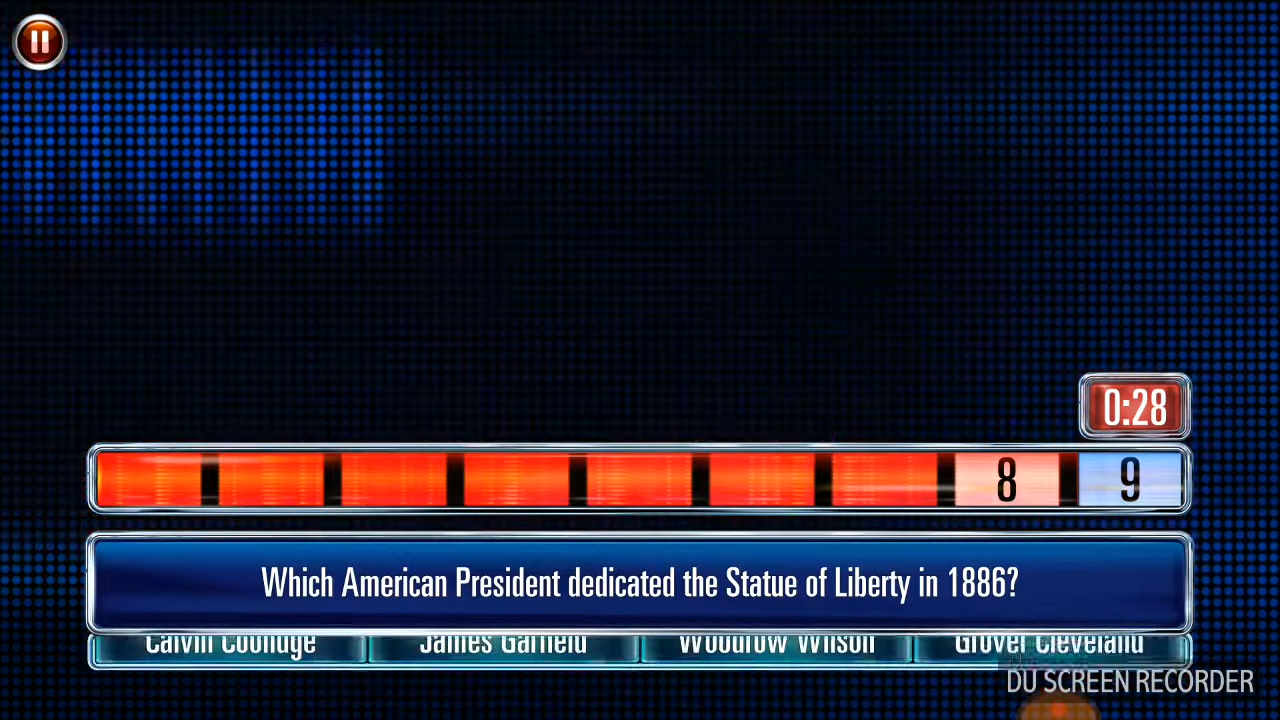 0:28
8 9
Which American President dedicated the Statue of Liberty in 1886?
Calvin Coolidge James Garfield Woodrow Wilson Grover Cleveland
DU SCREEN RECORDER